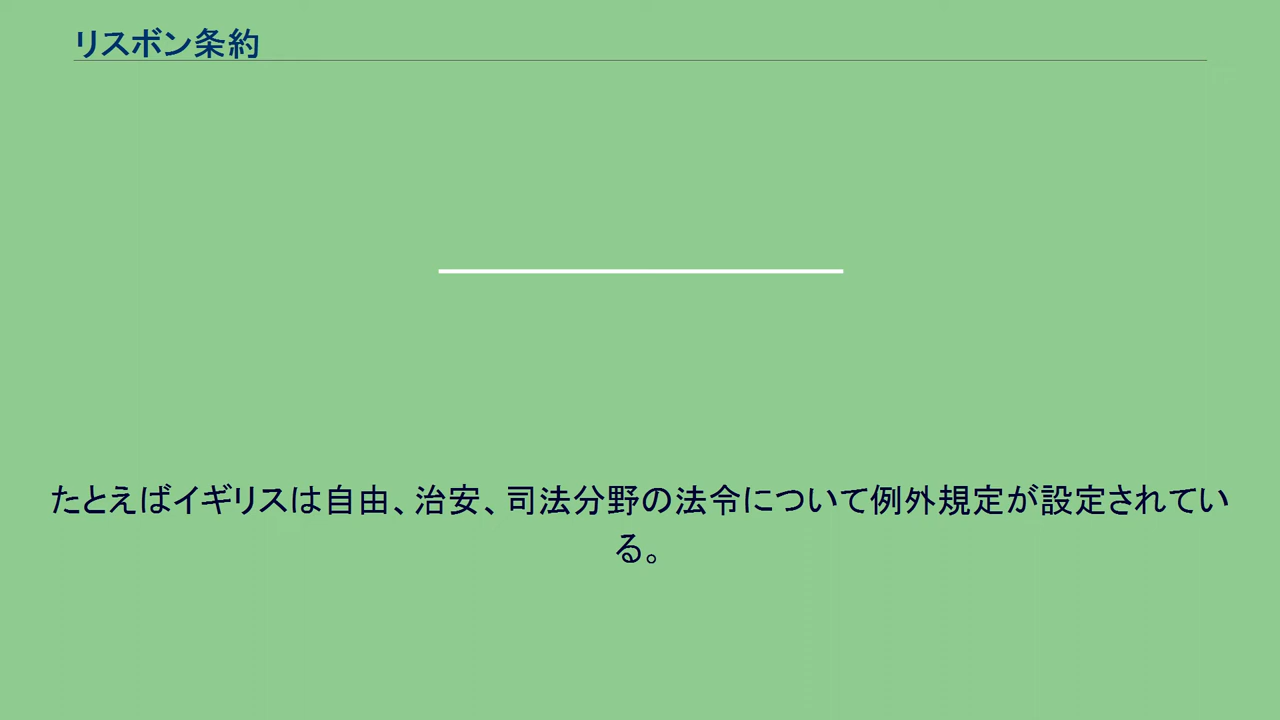 リスボン条約
たとえばイギリスは自由、治安、司法分野の法令について例外規定が設定されてい
る。